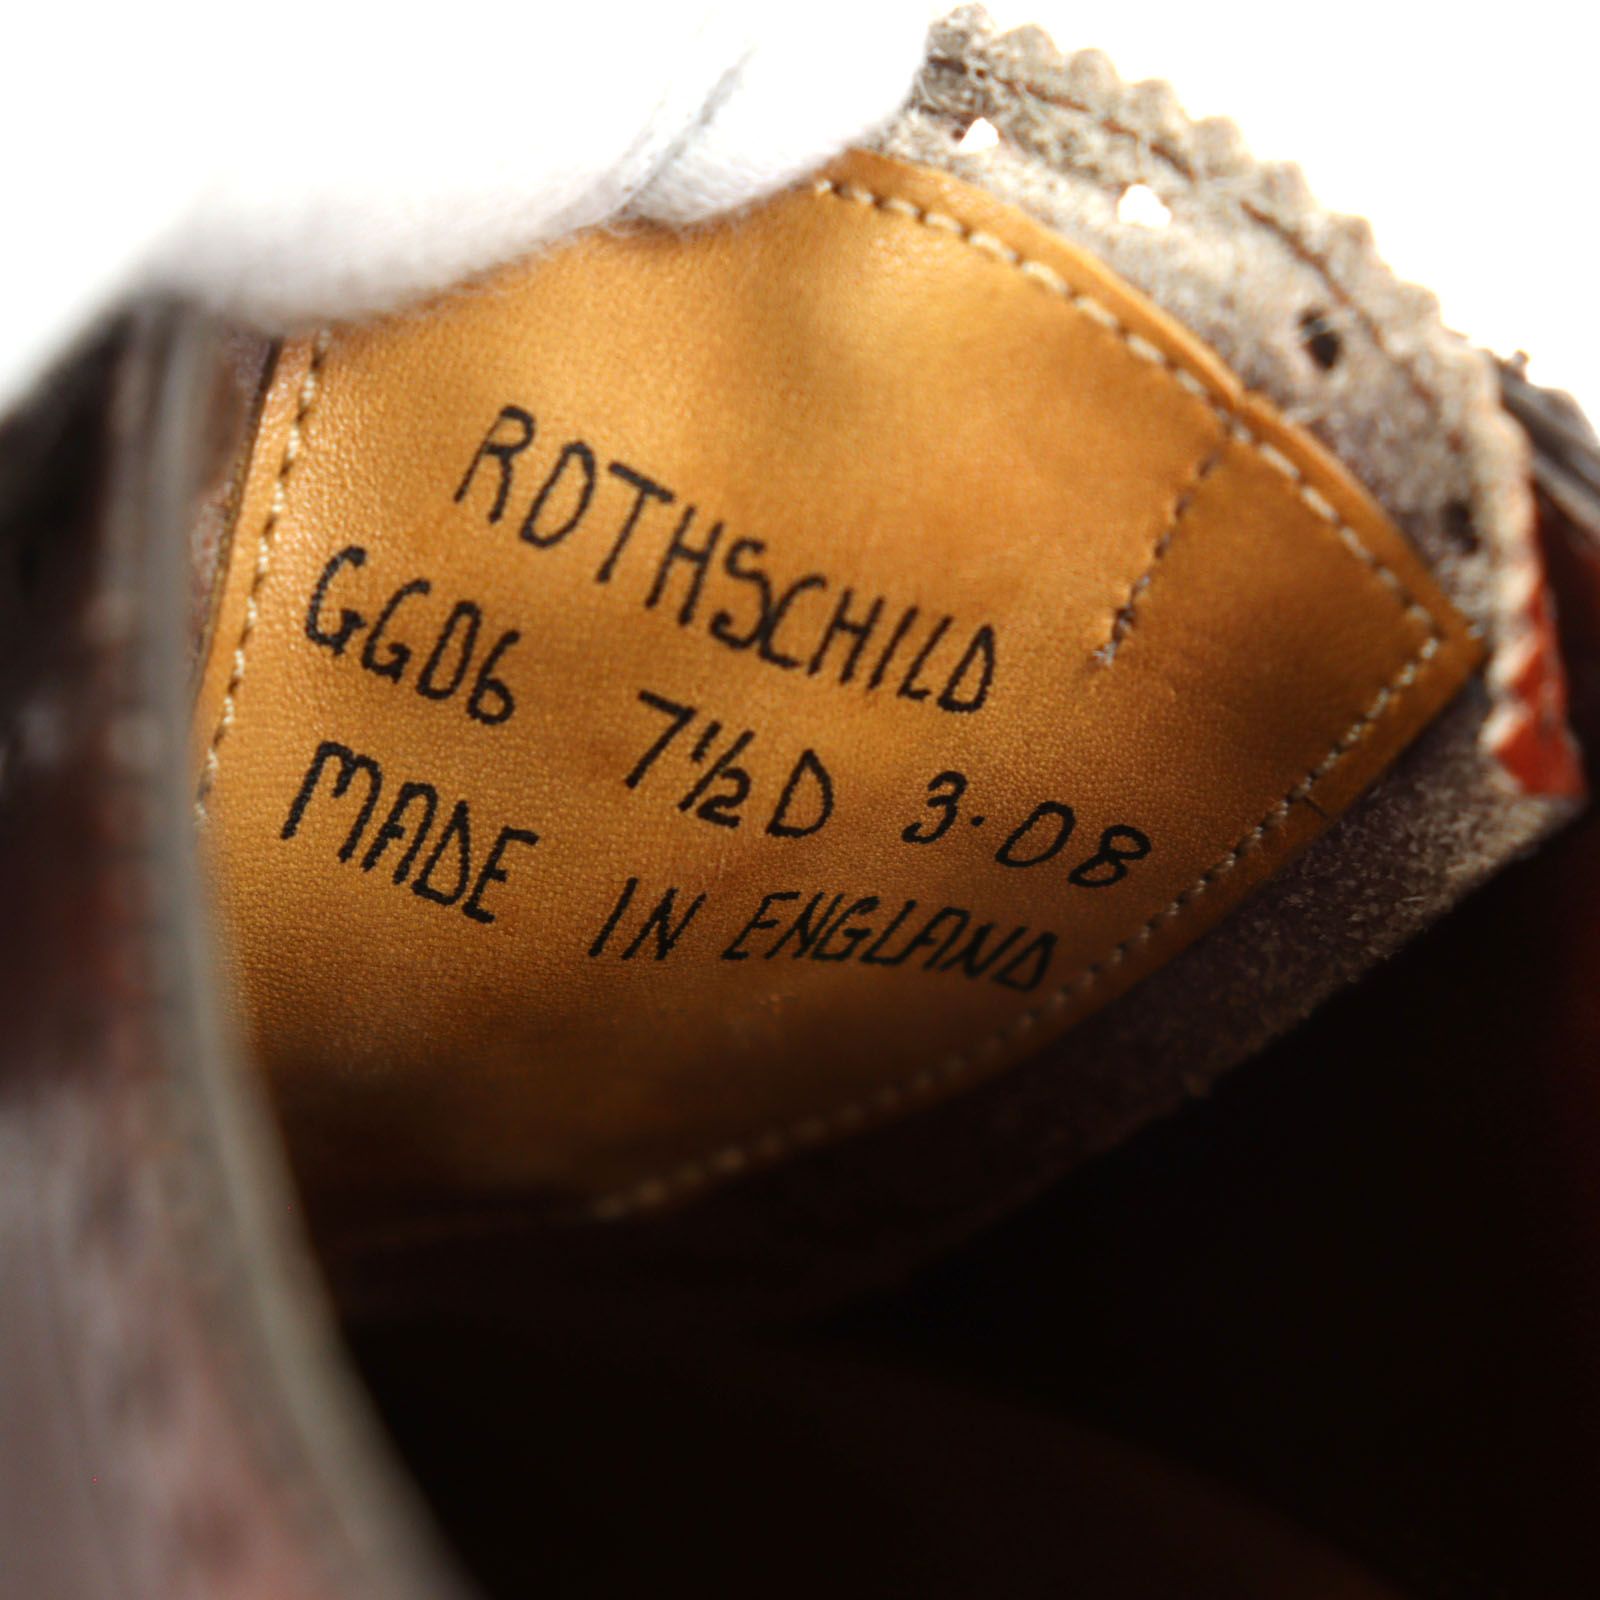 ROTHSCHILD
GG06 7½D 3·08
MADE IN ENGLAND